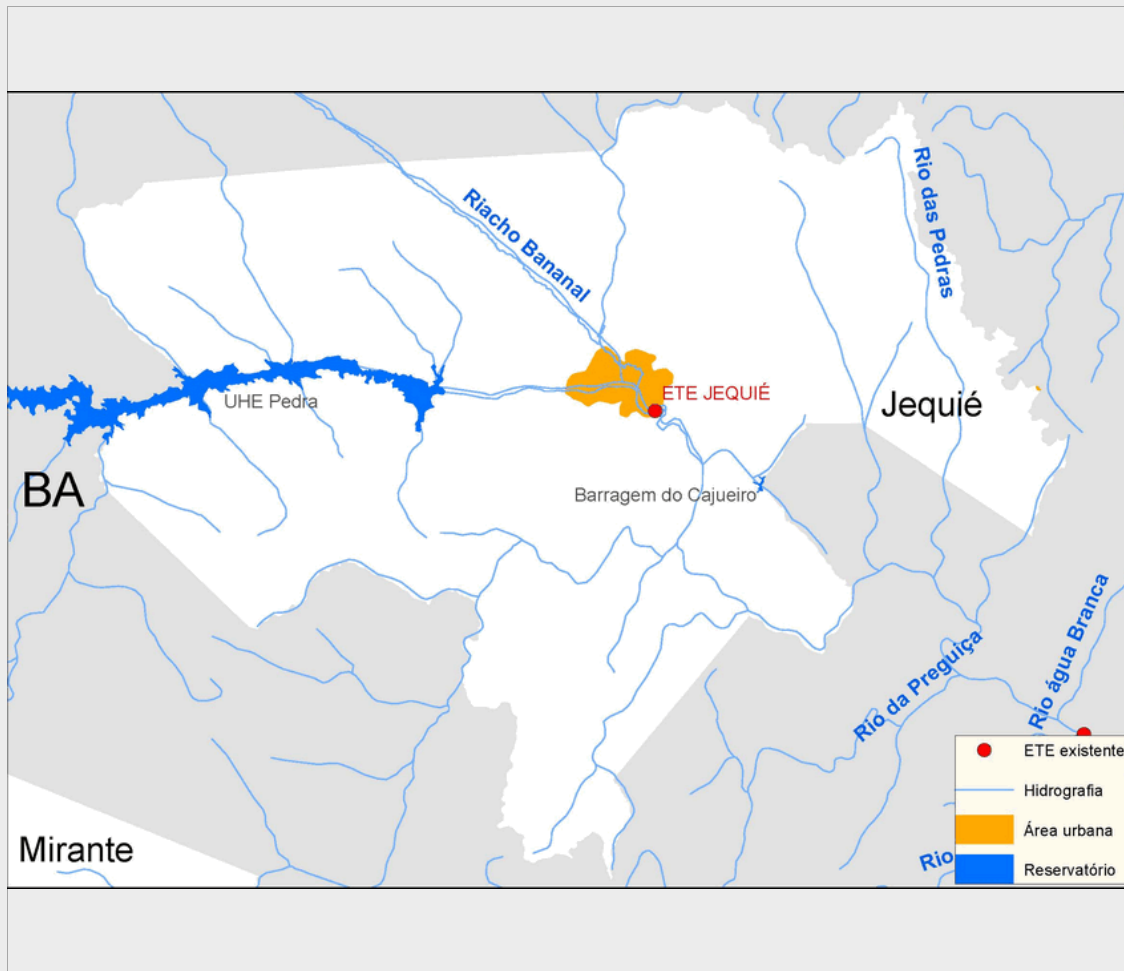 Rio das Pedras
Riacho Bananal
UHE Pedra
ETE JEQUIÉ
Jequié
BA
Barragem do Cajueiro
Rio da Preguiça
Rio água Branca
Mirante
Rio
ETE existente
Hidrografia
Área urbana
Reservatório